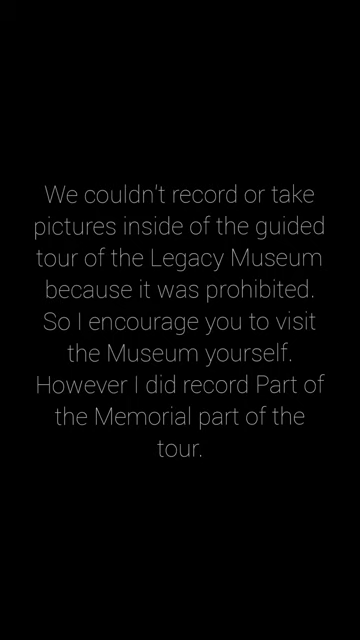 We couldn't record or take
pictures inside of the guided
tour of the Legacy Museum
because it was prohibited.
So I encourage you to visit
the Museum yourself.
However I did record Part of
the Memorial part of the
tour.